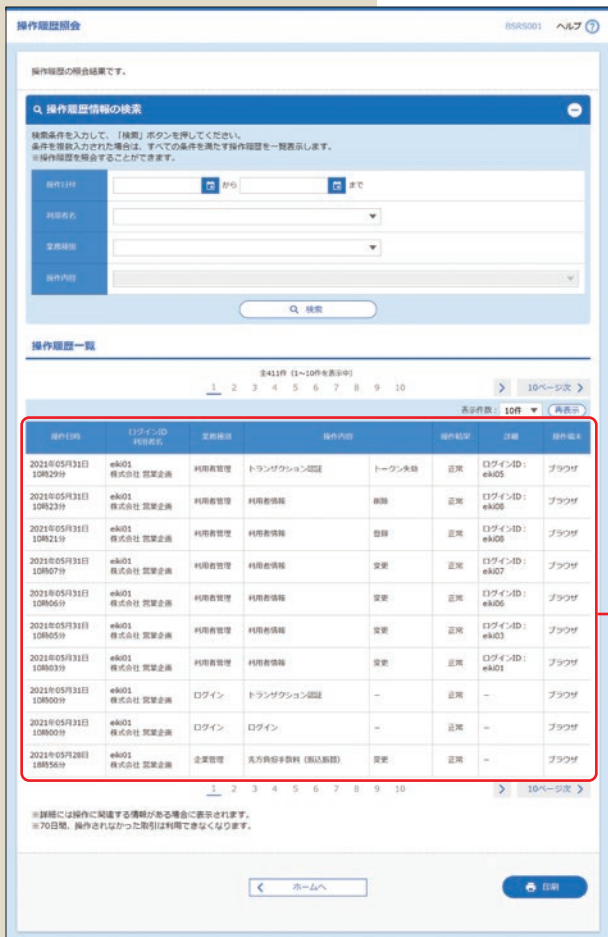 操作履歴照会
BSRS001 ヘルプ ?
操作履歴の照会結果です。
操作履歴情報の検索
検索条件を入力して、「検索」ボタンを押してください。
条件を複数入力された場合は、すべての条件を満たす操作履歴を一覧表示します。
※操作履歴を照会することができます。
操作日付 から まで
利用者名
業務種別
操作内容
検索
操作履歴一覧
全411件（1～10件を表示中）
1 2 3 4 5 6 7 8 9 10 10ページ次
表示件数： 10件 再表示
操作日時 ログインID 利用者名 業務種別 操作内容 操作結果 詳細 操作端末
2021年05月31日 10時29分 eiki01 株式会社 営業企画 利用者管理 トランザクション認証 トークン失効 正常 ログインID： eiki05 ブラウザ
2021年05月31日 10時23分 eiki01 株式会社 営業企画 利用者管理 利用者情報 削除 正常 ログインID： eiki08 ブラウザ
2021年05月31日 10時21分 eiki01 株式会社 営業企画 利用者管理 利用者情報 登録 正常 ログインID： eiki08 ブラウザ
2021年05月31日 10時07分 eiki01 株式会社 営業企画 利用者管理 利用者情報 変更 正常 ログインID： eiki07 ブラウザ
2021年05月31日 10時06分 eiki01 株式会社 営業企画 利用者管理 利用者情報 変更 正常 ログインID： eiki06 ブラウザ
2021年05月31日 10時05分 eiki01 株式会社 営業企画 利用者管理 利用者情報 変更 正常 ログインID： eiki03 ブラウザ
2021年05月31日 10時03分 eiki01 株式会社 営業企画 利用者管理 利用者情報 変更 正常 ログインID： eiki01 ブラウザ
2021年05月31日 10時00分 eiki01 株式会社 営業企画 ログイン トランザクション認証 － 正常 － ブラウザ
2021年05月31日 10時00分 eiki01 株式会社 営業企画 ログイン ログイン － 正常 － ブラウザ
2021年05月28日 18時56分 eiki01 株式会社 営業企画 企業管理 先方負担手数料（振込振替） 変更 正常 － ブラウザ
1 2 3 4 5 6 7 8 9 10 10ページ次
※詳細には操作に関連する情報がある場合に表示されます。
※70日間、操作されなかった取引は利用できなくなります。
ホームへ
印刷